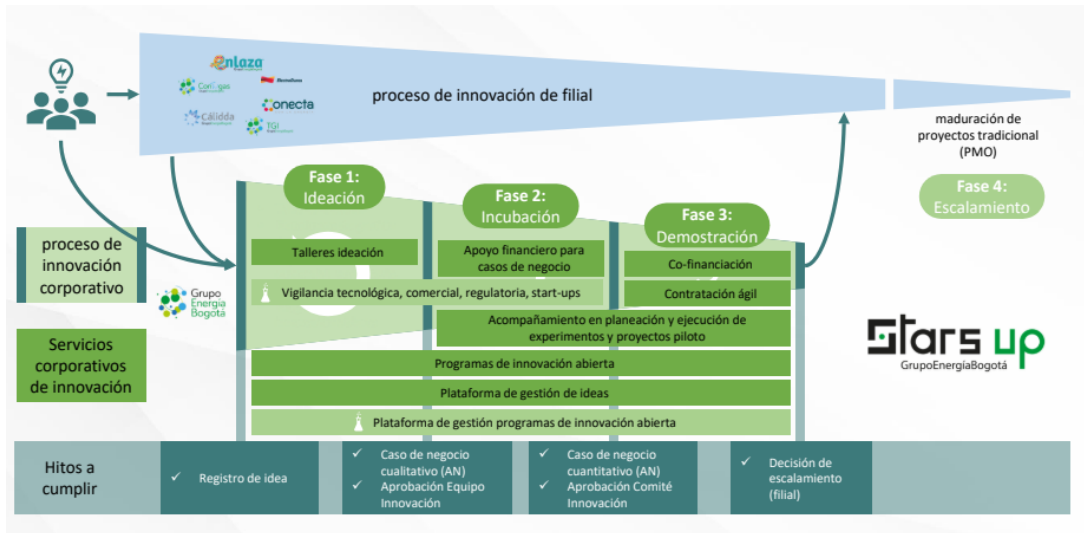 enlaza
Conecta
Cálidda
TGI
proceso de innovación de filial
maduración de
proyectos tradicional
(PMO)
Fase 4:
Escalamiento
Fase 1:
Ideación
Fase 2:
Incubación
Fase 3:
Demostración
proceso de
innovación
corporativo
Grupo
Energía
Bogotá
Talleres ideación
Apoyo financiero para
casos de negocio
Co-financiación
Vigilancia tecnológica, comercial, regulatoria, start-ups
Contratación ágil
Acompañamiento en planeación y ejecución de
experimentos y proyectos piloto
Servicios
corporativos
de innovación
Programas de innovación abierta
Plataforma de gestión de ideas
Plataforma de gestión programas de innovación abierta
Stars up
GrupoEnergíaBogotá
Hitos a
cumplir
✓ Registro de idea
✓ Caso de negocio
cualitativo (AN)
✓ Aprobación Equipo
Innovación
✓ Caso de negocio
cuantitativo (AN)
✓ Aprobación Comité
Innovación
✓ Decisión de
escalamiento
(filial)